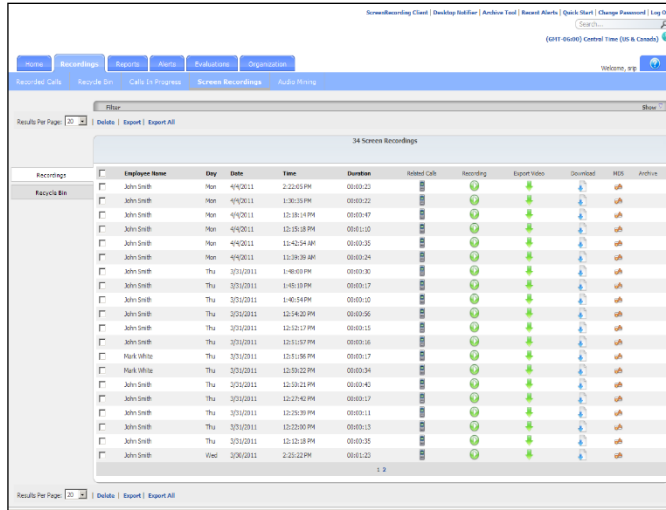 ScreenRecording Client | Desktop Notifier | Archive Tool | Recent Alerts | Quick Start | Change Password | Log O
Search...
(GMT-06:00) Central Time (US & Canada)
Home Recordings Reports Alerts Evaluations Organization
Welcome, srip
Recorded Calls Recycle Bin Calls In Progress Screen Recordings Audio Mining
Filter Show
Results Per Page: 20 | Delete | Export | Export All
34 Screen Recordings
Recordings
Recycle Bin
Employee Name Day Date Time Duration Related Calls Recording Export Video Download MDS Archive
John Smith Mon 4/4/2011 2:22:05 PM 00:00:23
John Smith Mon 4/4/2011 1:30:35 PM 00:00:22
John Smith Mon 4/4/2011 12:18:14 PM 00:00:47
John Smith Mon 4/4/2011 12:15:18 PM 00:01:10
John Smith Mon 4/4/2011 11:42:54 AM 00:00:35
John Smith Mon 4/4/2011 11:39:39 AM 00:00:24
John Smith Thu 3/31/2011 1:48:00 PM 00:00:30
John Smith Thu 3/31/2011 1:45:10 PM 00:00:17
John Smith Thu 3/31/2011 1:40:54 PM 00:00:10
John Smith Thu 3/31/2011 12:54:20 PM 00:00:56
John Smith Thu 3/31/2011 12:52:17 PM 00:00:15
John Smith Thu 3/31/2011 12:51:57 PM 00:00:16
Mark White Thu 3/31/2011 12:51:56 PM 00:00:17
Mark White Thu 3/31/2011 12:50:22 PM 00:00:34
John Smith Thu 3/31/2011 12:50:21 PM 00:00:43
John Smith Thu 3/31/2011 12:27:42 PM 00:00:17
John Smith Thu 3/31/2011 12:25:39 PM 00:00:11
John Smith Thu 3/31/2011 12:22:00 PM 00:00:13
John Smith Thu 3/31/2011 12:12:18 PM 00:00:35
John Smith Wed 3/30/2011 2:25:22 PM 00:01:23
1 2
Results Per Page: 20 | Delete | Export | Export All